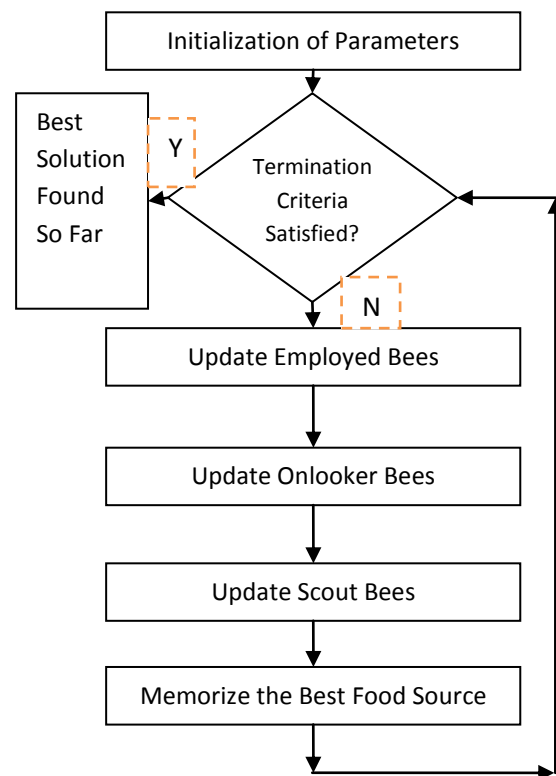 Initialization of Parameters
Best
Solution
Found
So Far
Y
Termination
Criteria
Satisfied?
N
Update Employed Bees
Update Onlooker Bees
Update Scout Bees
Memorize the Best Food Source